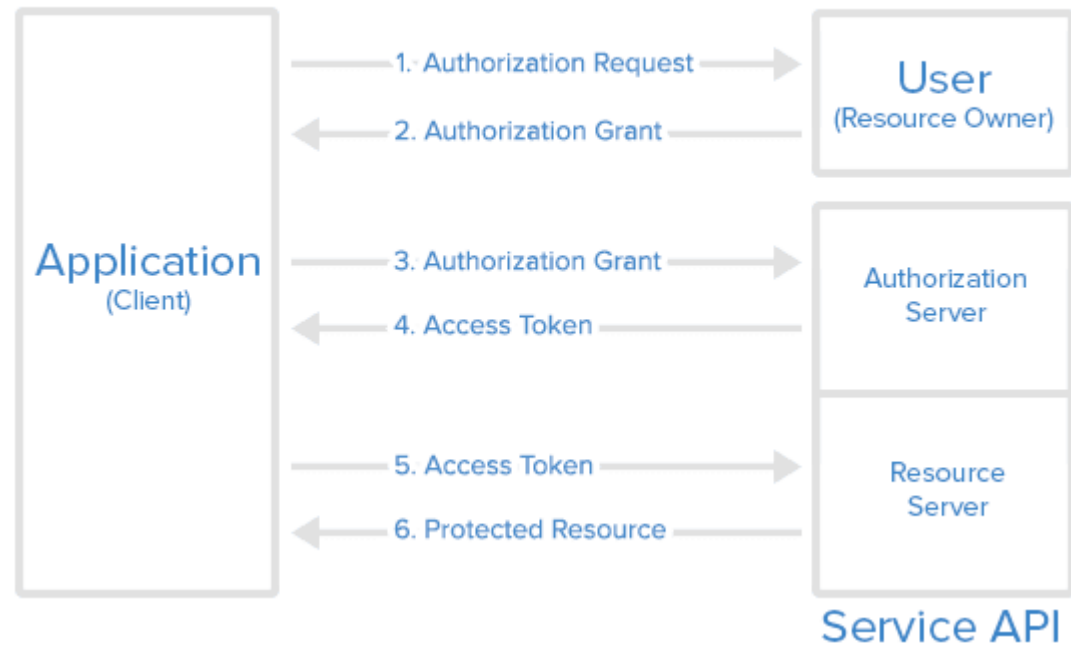 1. Authorization Request
User
(Resource Owner)
2. Authorization Grant
Application
(Client)
3. Authorization Grant
Authorization
Server
4. Access Token
5. Access Token
Resource
Server
6. Protected Resource
Service API